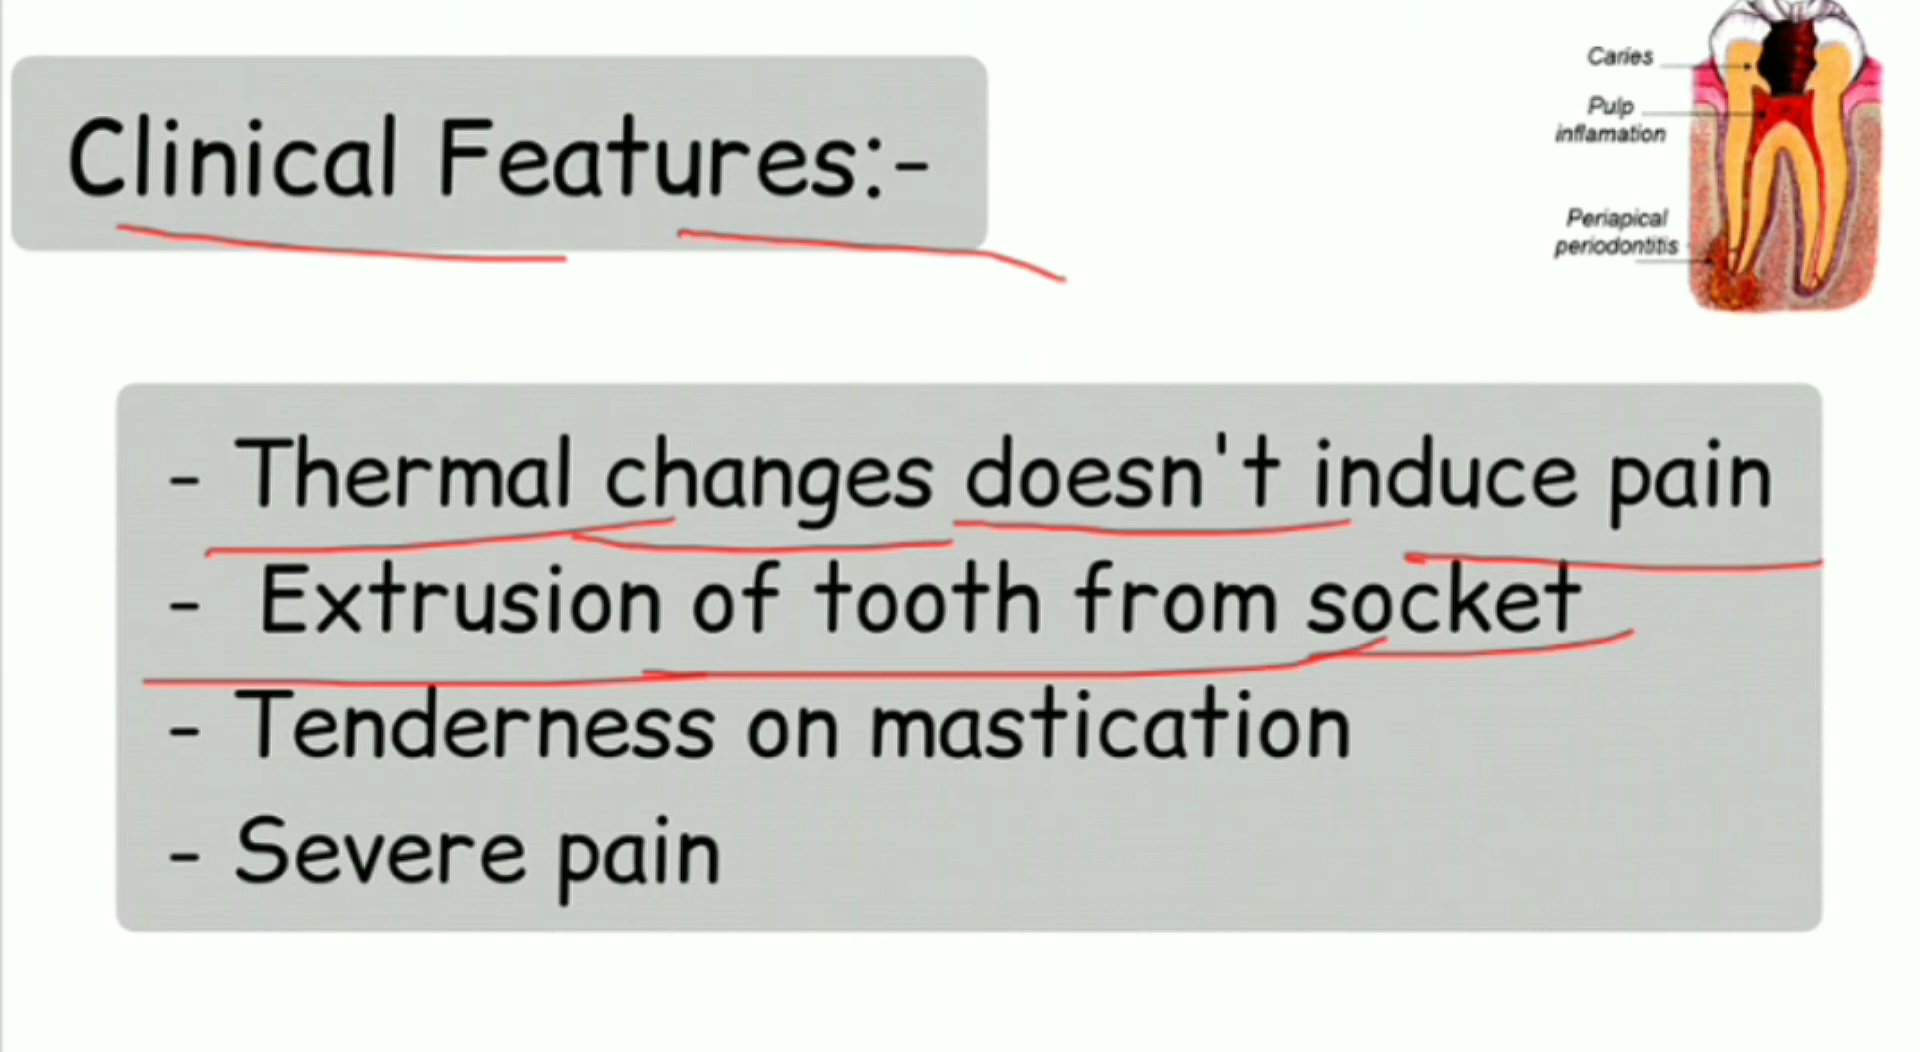 Clinical Features:-
Caries
Pulp
inflamation
Periapical
periodontitis
- Thermal changes doesn't induce pain
- Extrusion of tooth from socket
- Tenderness on mastication
- Severe pain